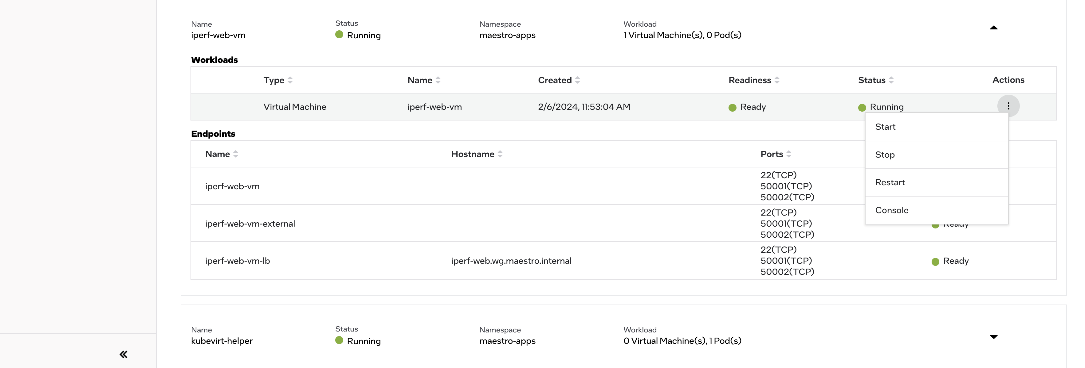 Name Status Namespace Workload
iperf-web-vm Running maestro-apps 1 Virtual Machine(s), 0 Pod(s)
Workloads
Type Name Created Readiness Status Actions
Virtual Machine iperf-web-vm 2/6/2024, 11:53:04 AM Ready Running
Start
Stop
Restart
Console
Endpoints
Name Hostname Ports
iperf-web-vm 22(TCP)
50001(TCP)
50002(TCP)
iperf-web-vm-external 22(TCP)
50001(TCP)
50002(TCP)
Ready
iperf-web-vm-lb iperf-web.wg.maestro.internal 22(TCP)
50001(TCP)
50002(TCP)
Ready
Name Status Namespace Workload
kubevirt-helper Running maestro-apps 0 Virtual Machine(s), 1 Pod(s)